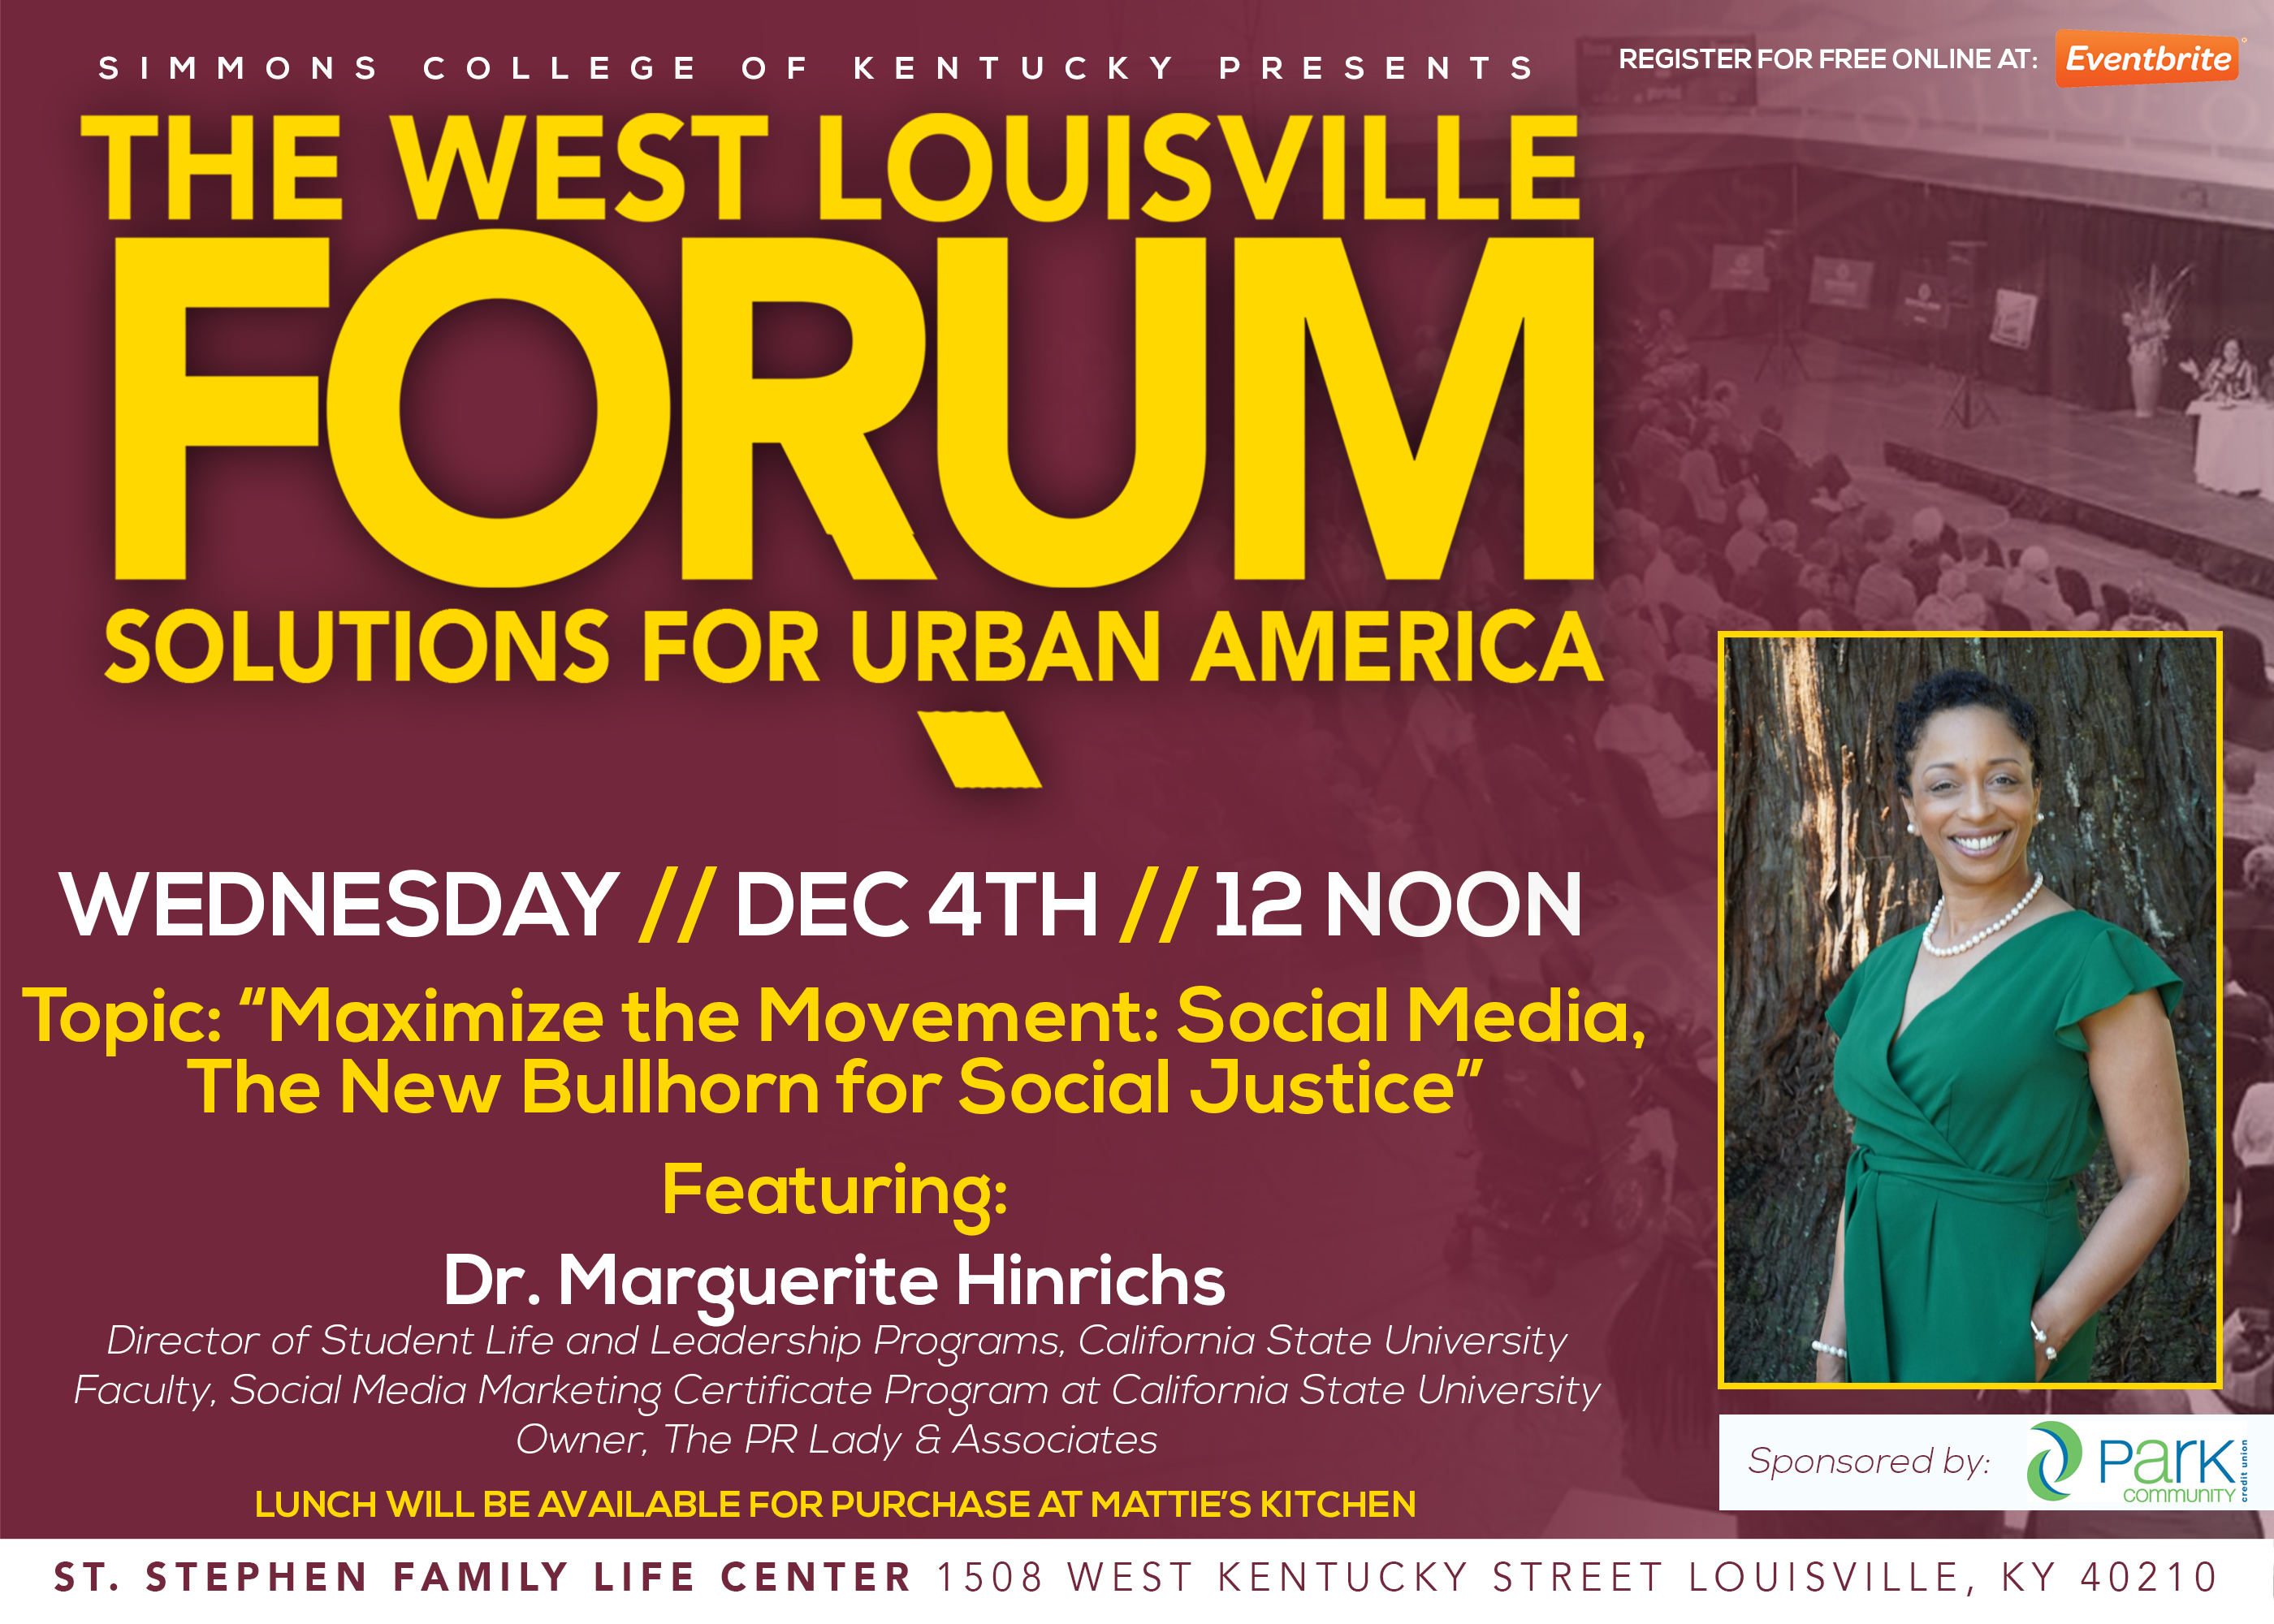 SIMMONS COLLEGE OF KENTUCKY PRESENTS
REGISTER FOR FREE ONLINE AT: Eventbrite
THE WEST LOUISVILLE
FORUM
SOLUTIONS FOR URBAN AMERICA
WEDNESDAY // DEC 4TH // 12 NOON
Topic: “Maximize the Movement: Social Media,
The New Bullhorn for Social Justice”
Featuring:
Dr. Marguerite Hinrichs
Director of Student Life and Leadership Programs, California State University
Faculty, Social Media Marketing Certificate Program at California State University
Owner, The PR Lady & Associates
LUNCH WILL BE AVAILABLE FOR PURCHASE AT MATTIE’S KITCHEN
Sponsored by:
Park
COMMUNITY
credit union
ST. STEPHEN FAMILY LIFE CENTER 1508 WEST KENTUCKY STREET LOUISVILLE, KY 40210